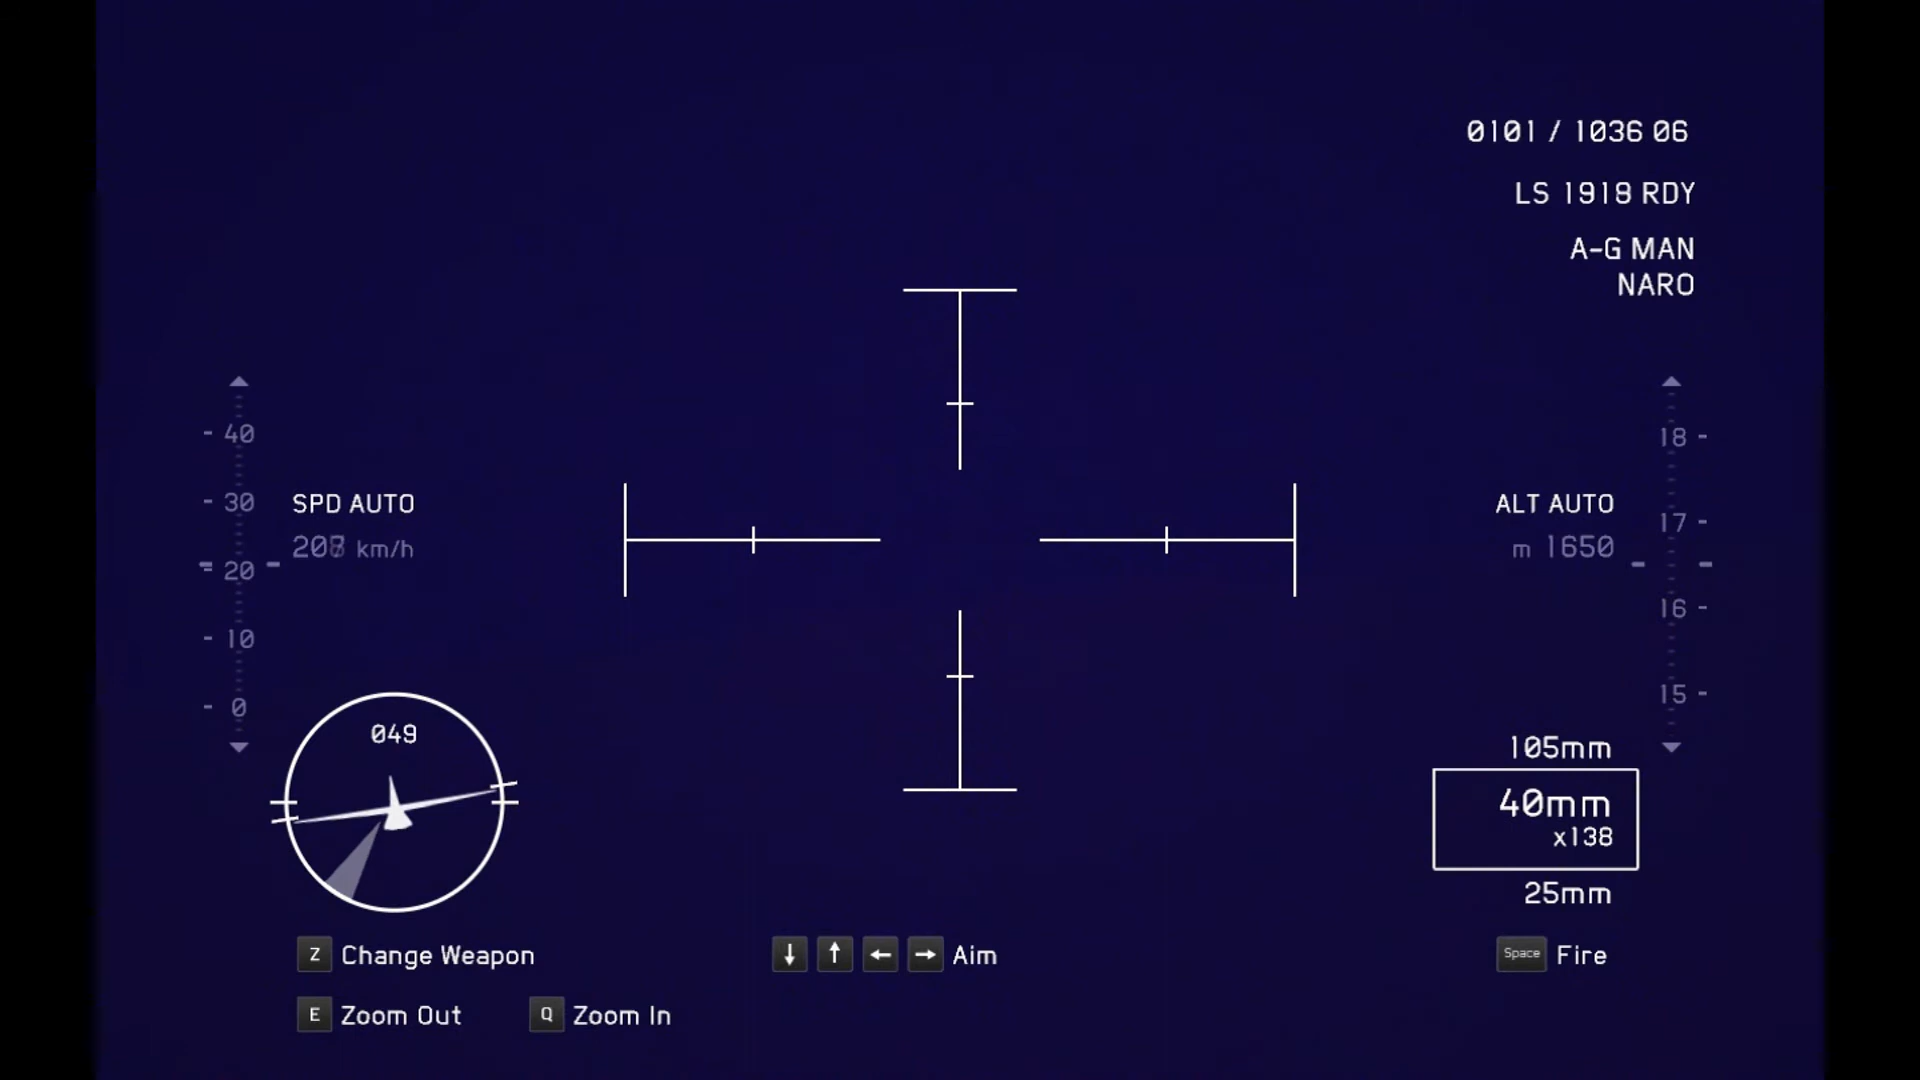 0101 / 1036 06
LS 1918 RDY
A-G MAN
NARO
40
30
20
10
0
SPD AUTO
km/h
ALT AUTO
m 1650
18
17
16
15
049
105mm
40mm
x138
25mm
Z Change Weapon
↓ ↑ ← → Aim
Space Fire
E Zoom Out
Q Zoom In